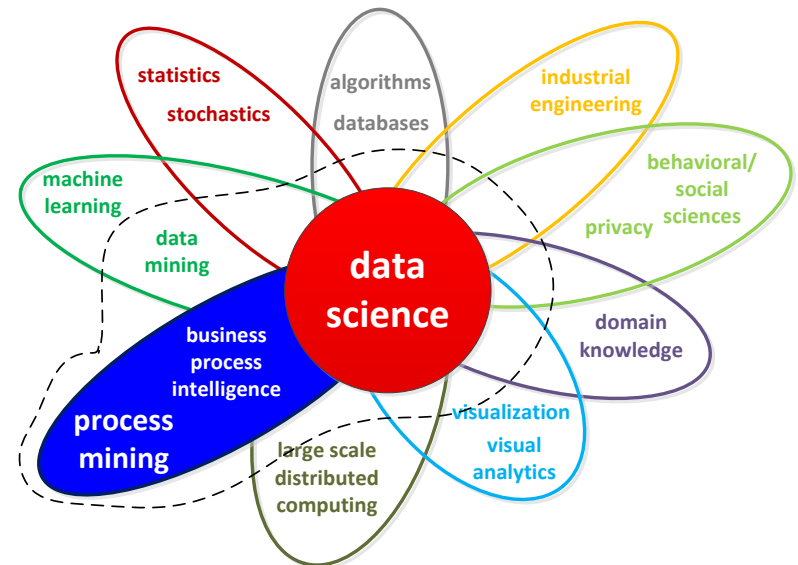 statistics
stochastics
algorithms
databases
industrial
engineering
behavioral/
social
sciences
privacy
machine
learning
data
mining
data
science
domain
knowledge
business
process
intelligence
process
mining
visualization
visual
analytics
large scale
distributed
computing